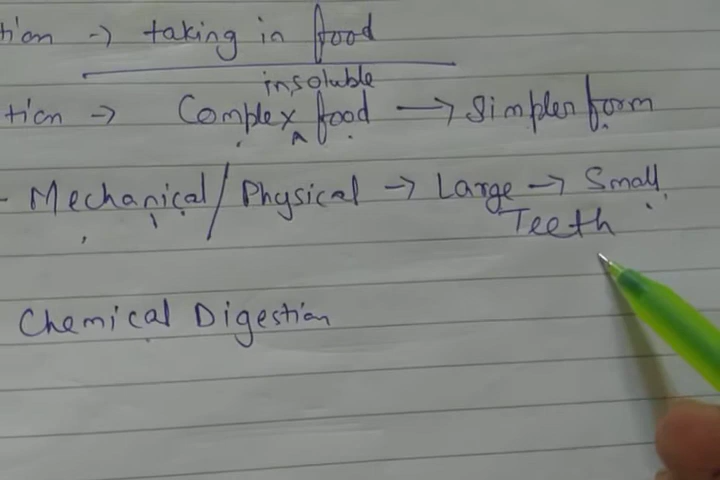 tion → taking in food
insoluble
tion → Complex ^ food → Simpler form
- Mechanical / Physical → Large → Small
Teeth
Chemical Digestion